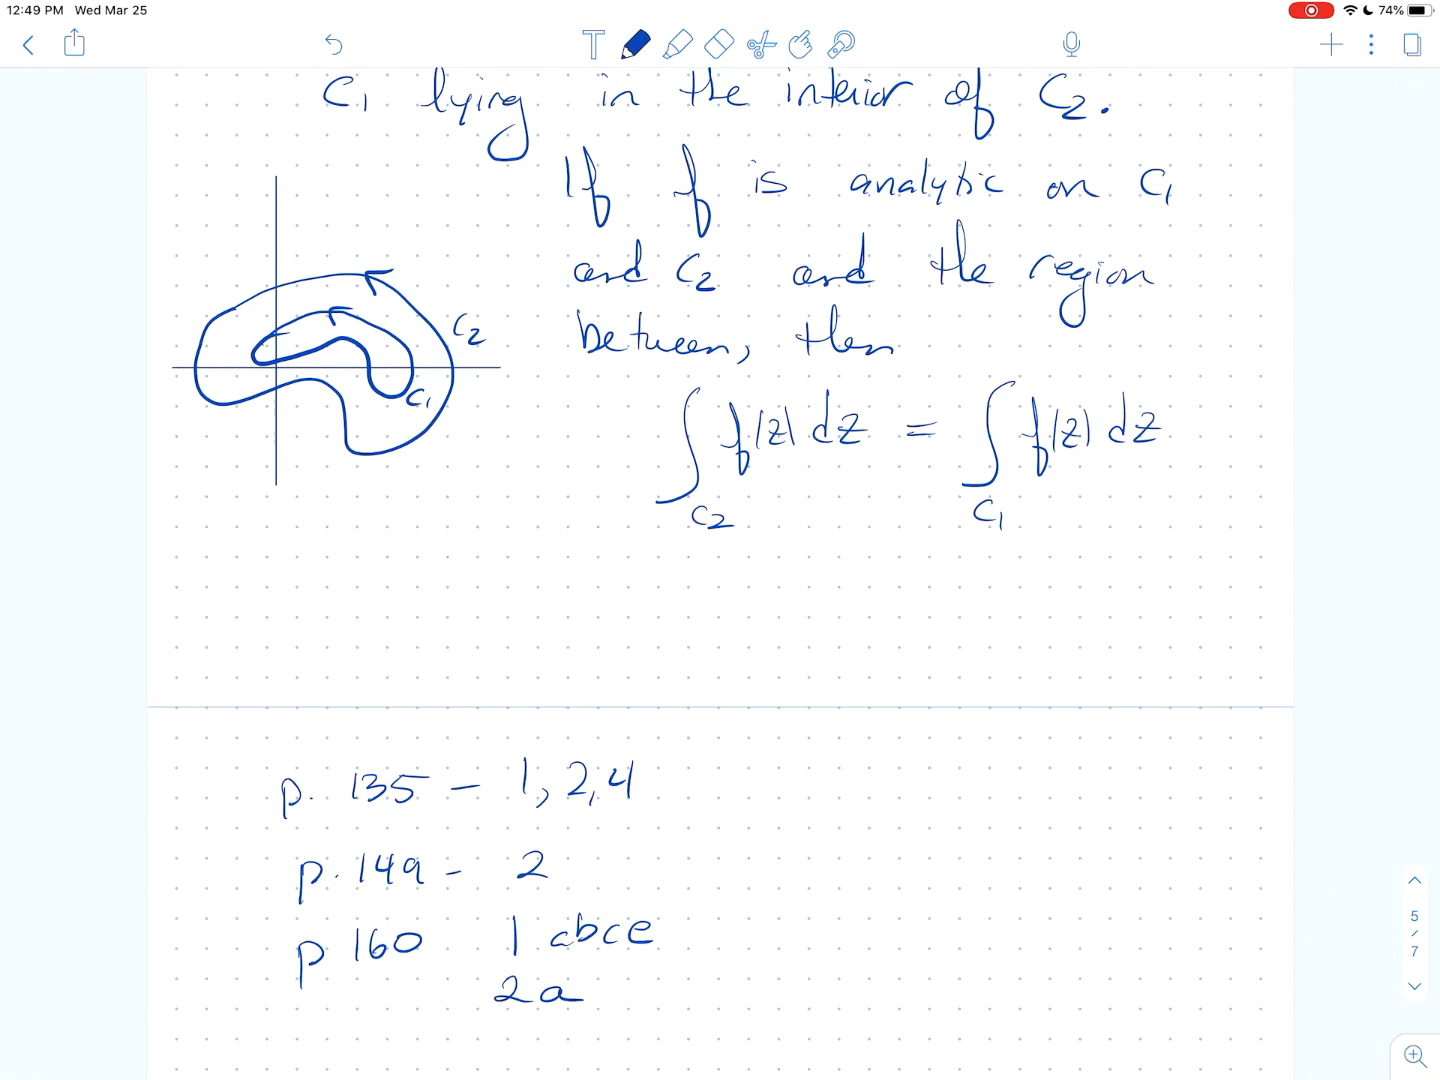 12:49 PM Wed Mar 25
74%
T
C1 lying in the interior of C2.
If f is analytic on C1
and C2 and the region
between, then
C2
C1
∫ f(z) dz = ∫ f(z) dz
C2 C1
p. 135 - 1, 2, 4
p. 149 - 2
p 160 1 abce
2a
5
/
7